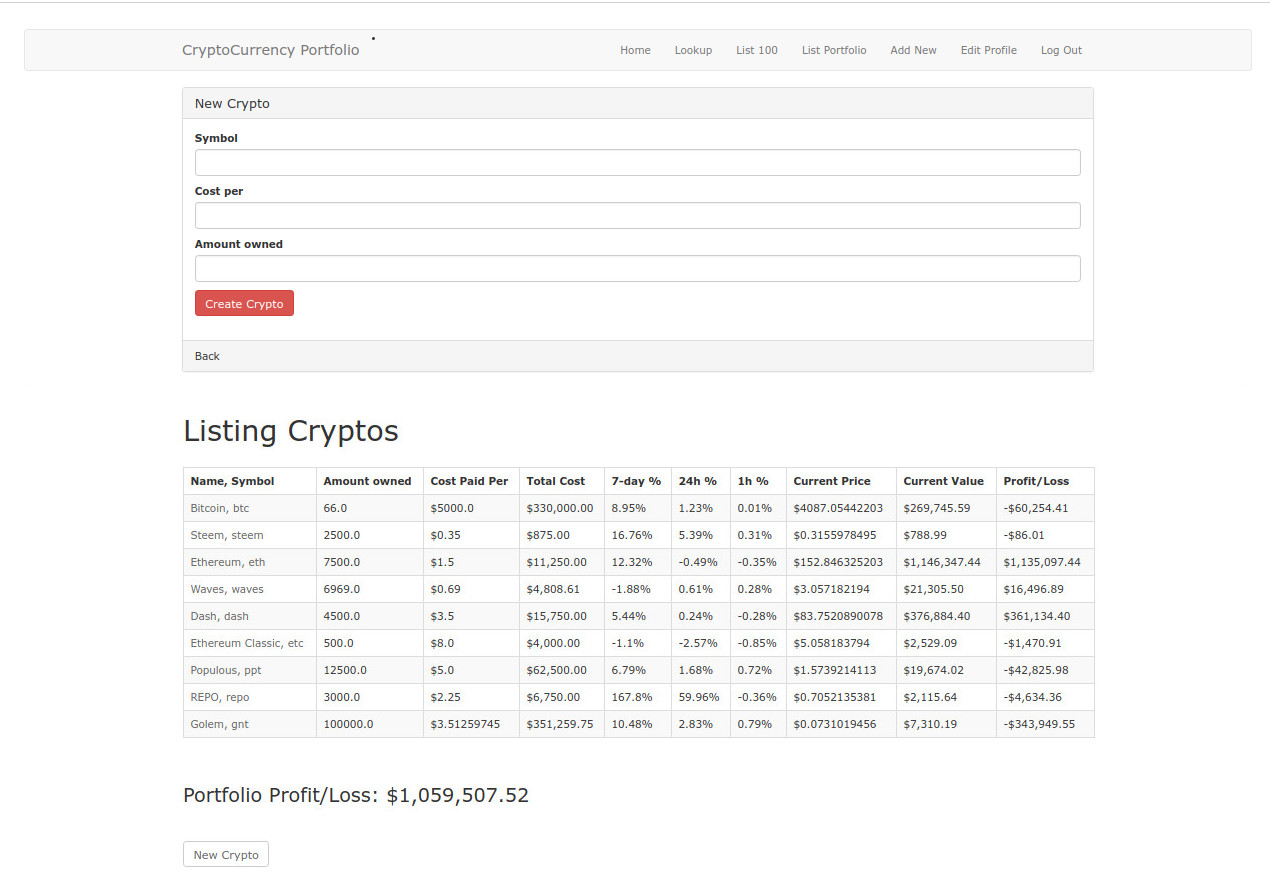 CryptoCurrency Portfolio Home Lookup List 100 List Portfolio Add New Edit Profile Log Out
New Crypto
Symbol
Cost per
Amount owned
Create Crypto
Back
Listing Cryptos
Name, Symbol Amount owned Cost Paid Per Total Cost 7-day % 24h % 1h % Current Price Current Value Profit/Loss
Bitcoin, btc 66.0 $5000.0 $330,000.00 8.95% 1.23% 0.01% $4087.05442203 $269,745.59 -$60,254.41
Steem, steem 2500.0 $0.35 $875.00 16.76% 5.39% 0.31% $0.3155978495 $788.99 -$86.01
Ethereum, eth 7500.0 $1.5 $11,250.00 12.32% -0.49% -0.35% $152.846325203 $1,146,347.44 $1,135,097.44
Waves, waves 6969.0 $0.69 $4,808.61 -1.88% 0.61% 0.28% $3.057182194 $21,305.50 $16,496.89
Dash, dash 4500.0 $3.5 $15,750.00 5.44% 0.24% -0.28% $83.7520890078 $376,884.40 $361,134.40
Ethereum Classic, etc 500.0 $8.0 $4,000.00 -1.1% -2.57% -0.85% $5.058183794 $2,529.09 -$1,470.91
Populous, ppt 12500.0 $5.0 $62,500.00 6.79% 1.68% 0.72% $1.5739214113 $19,674.02 -$42,825.98
REPO, repo 3000.0 $2.25 $6,750.00 167.8% 59.96% -0.36% $0.7052135381 $2,115.64 -$4,634.36
Golem, gnt 100000.0 $3.51259745 $351,259.75 10.48% 2.83% 0.79% $0.0731019456 $7,310.19 -$343,949.55
Portfolio Profit/Loss: $1,059,507.52
New Crypto